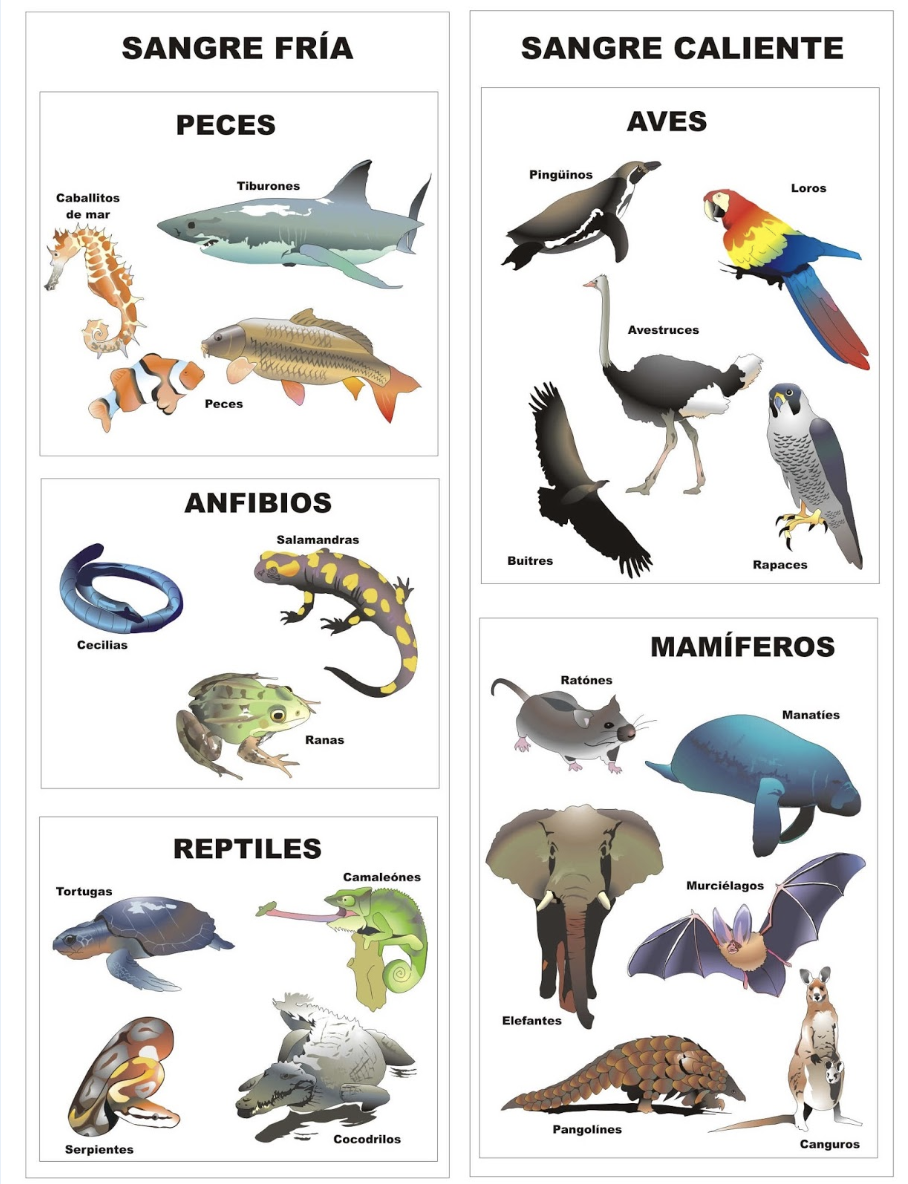 SANGRE FRÍA
PECES
Caballitos
de mar
Tiburones
Peces
ANFIBIOS
Salamandras
Cecilias
Ranas
REPTILES
Tortugas
Camaleónes
Serpientes
Cocodrilos
SANGRE CALIENTE
AVES
Pingüinos
Loros
Avestruces
Buitres
Rapaces
MAMÍFEROS
Ratónes
Manatíes
Murciélagos
Elefantes
Pangolínes
Canguros